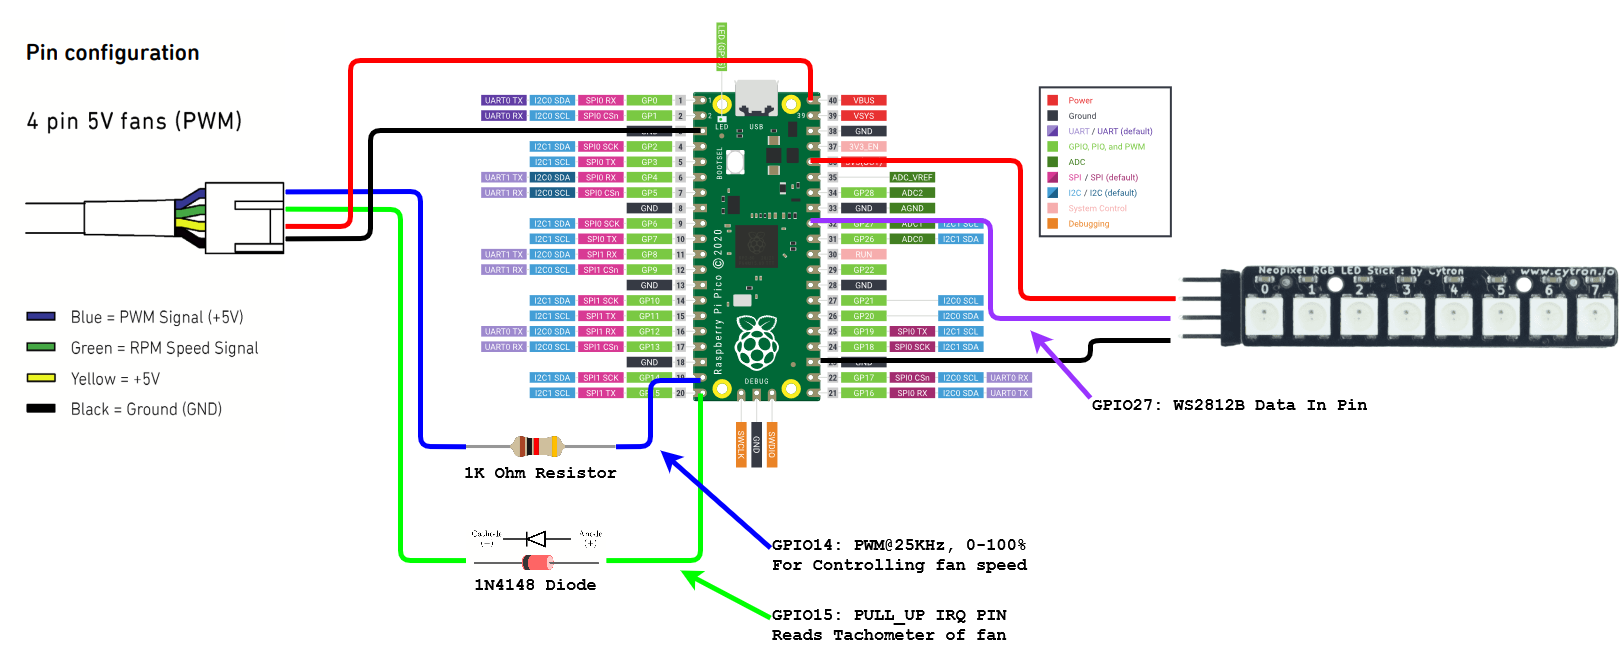 Pin configuration
4 pin 5V fans (PWM)
Blue = PWM Signal (+5V)
Green = RPM Speed Signal
Yellow = +5V
Black = Ground (GND)
UART0 TX I2C0 SDA SPI0 RX GP0 1
UART0 RX I2C0 SCL SPI0 CSn GP1 2
I2C1 SDA SPI0 SCK GP2 4
I2C1 SCL SPI0 TX GP3 5
UART1 TX I2C0 SDA SPI0 RX GP4 6
UART1 RX I2C0 SCL SPI0 CSn GP5 7
GND 8
I2C1 SDA SPI0 SCK GP6 9
I2C1 SCL SPI0 TX GP7 10
UART1 TX I2C0 SDA SPI1 RX GP8 11
UART1 RX I2C0 SCL SPI1 CSn GP9 12
GND 13
I2C1 SDA SPI1 SCK GP10 14
I2C1 SCL SPI1 TX GP11 15
UART0 TX I2C0 SDA SPI1 RX GP12 16
UART0 RX I2C0 SCL SPI1 CSn GP13 17
GND 18
I2C1 SDA SPI1 SCK GP14 19
I2C1 SCL SPI1 TX 20
1
2
39
LED
USB
BOOTSEL
Raspberry Pi Pico © 2020
DEBUG
SWCLK
GND
SWDIO
40 VBUS
39 VSYS
38 GND
37 3V3_EN
35 ADC_VREF
34 GP28 ADC2
33 GND AGND
32 GP27 ADC1 I2C1 SCL
31 GP26 ADC0 I2C1 SDA
30 RUN
29 GP22
28 GND
27 GP21 I2C0 SCL
26 GP20 I2C0 SDA
25 GP19 SPI0 TX I2C1 SCL
24 GP18 SPI0 SCK I2C1 SDA
22 GP17 SPI0 CSn I2C0 SCL UART0 RX
21 GP16 SPI0 RX I2C0 SDA UART0 TX
Power
Ground
UART / UART (default)
GPIO, PIO, and PWM
ADC
SPI / SPI (default)
I2C / I2C (default)
System Control
Debugging
Neopixel RGB LED Stick : by Cytron www.cytron.io
0 1 2 3 4 5 6 7
GPIO27: WS2812B Data In Pin
1K Ohm Resistor
Cathode (-)
Anode (+)
1N4148 Diode
GPIO14: PWM@25KHz, 0-100%
For Controlling fan speed
GPIO15: PULL_UP IRQ PIN
Reads Tachometer of fan